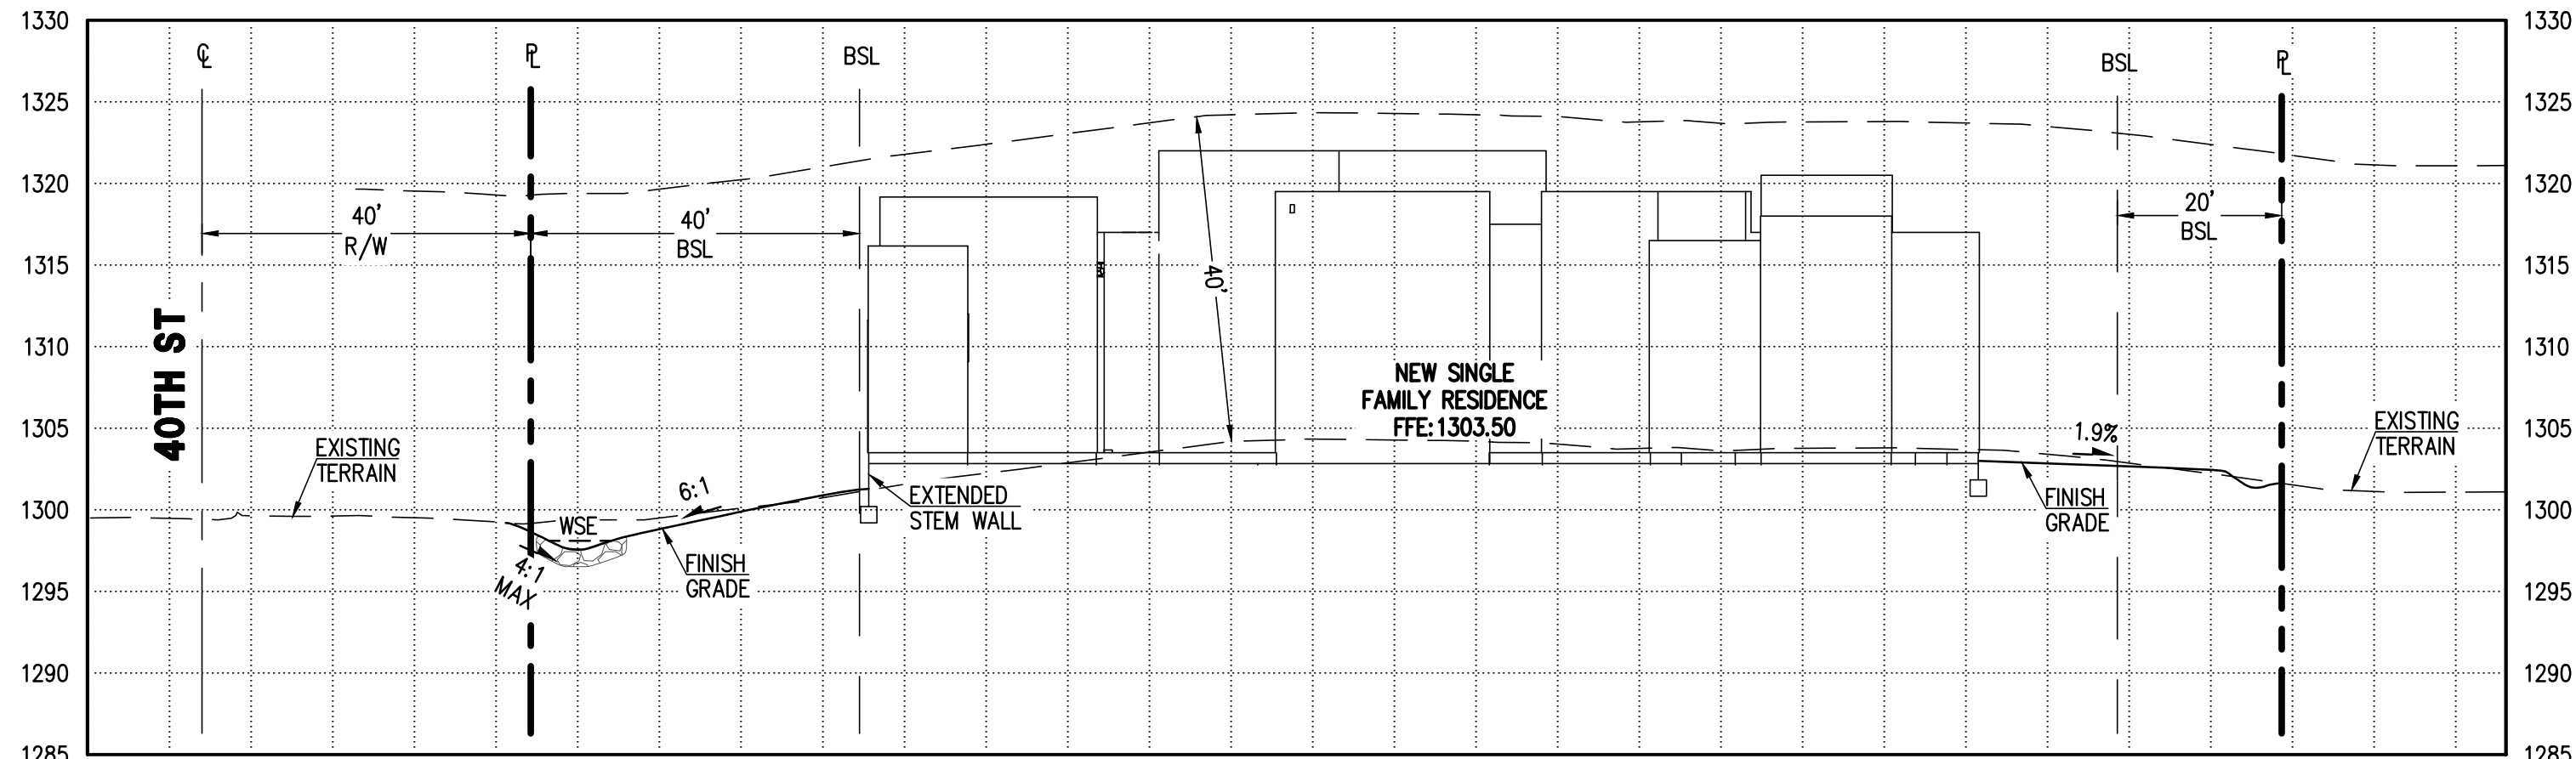 1330
1330
℄
PL
BSL
BSL
PL
1325
1325
1320
1320
40'
R/W
40'
BSL
20'
BSL
1315
1315
40'
40TH ST
1310
1310
NEW SINGLE
FAMILY RESIDENCE
FFE:1303.50
1305
1305
EXISTING
TERRAIN
1.9%
EXISTING
TERRAIN
6:1
EXTENDED
STEM WALL
FINISH
GRADE
1300
1300
WSE
4:1
MAX
FINISH
GRADE
1295
1295
1290
1290
1285
1285